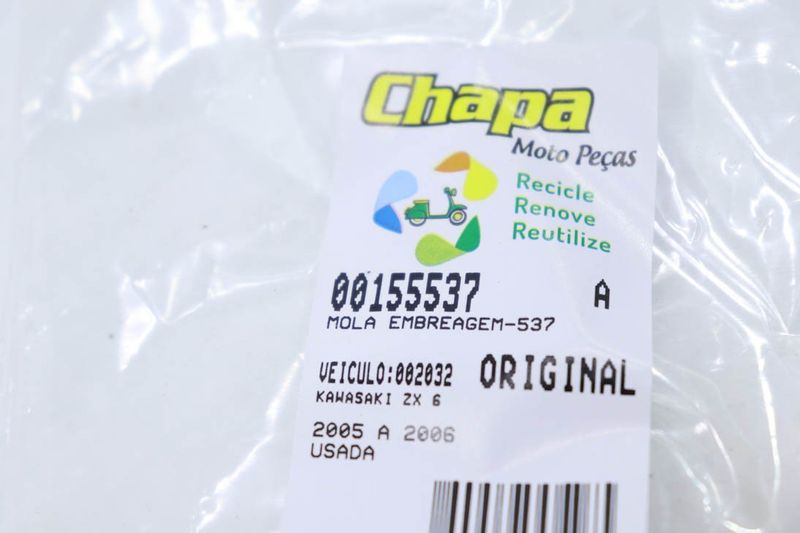 Chapa
Moto Peças
Recicle
Renove
Reutilize
00155537 A
MOLA EMBREAGEM-537
VEICULO:002032 ORIGINAL
KAWASAKI ZX 6
2005 A 2006
USADA